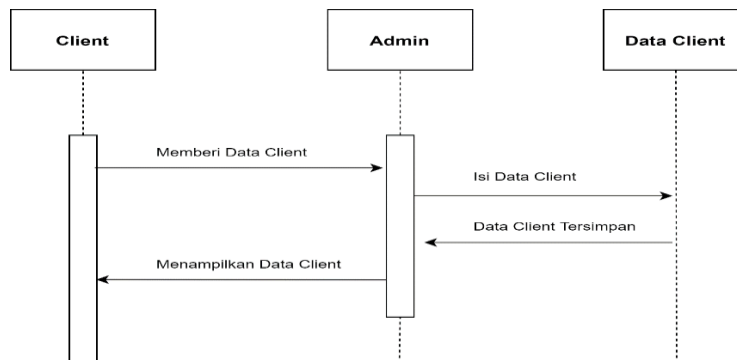 Client
Admin
Data Client
Memberi Data Client
Isi Data Client
Data Client Tersimpan
Menampilkan Data Client